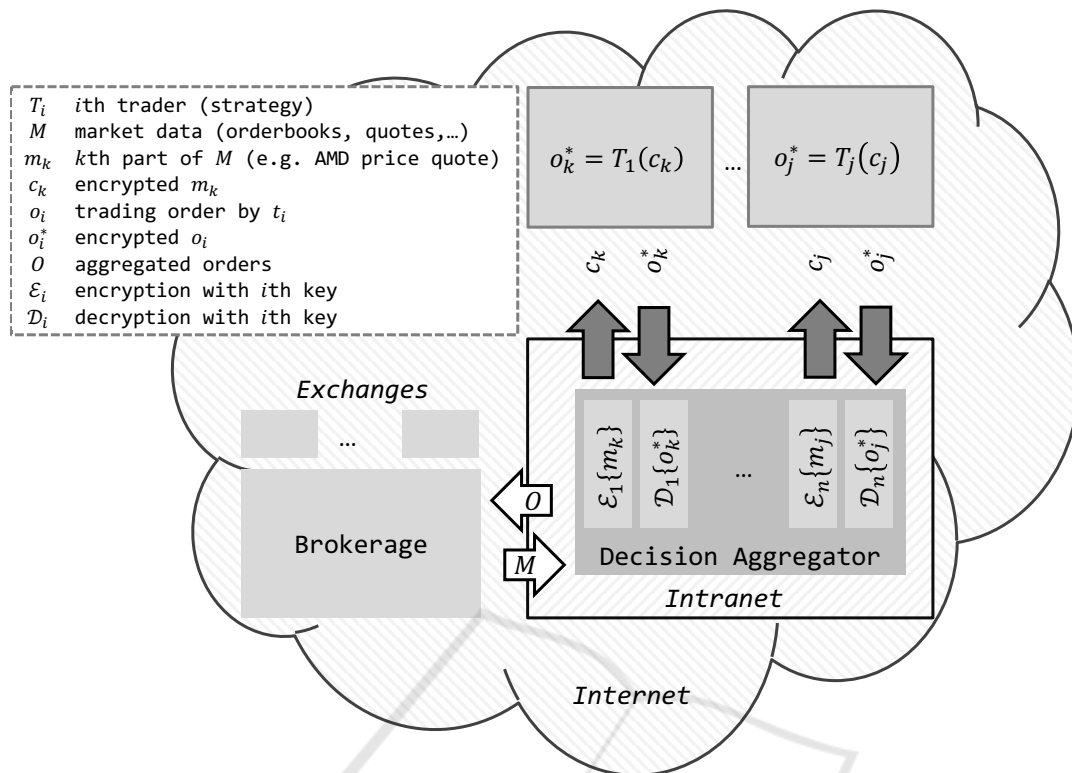 T_i ith trader (strategy)
M market data (orderbooks, quotes,…)
m_k kth part of M (e.g. AMD price quote)
c_k encrypted m_k
o_i trading order by t_i
o_i^* encrypted o_i
O aggregated orders
ℰ_i encryption with ith key
𝒟_i decryption with ith key
o_k^* = T_1(c_k)
...
o_j^* = T_j(c_j)
c_k
o_k^*
c_j
o_j^*
Exchanges
...
Brokerage
O
M
ℰ_1{m_k}
𝒟_1{o_k^*}
...
ℰ_n{m_j}
𝒟_n{o_j^*}
Decision Aggregator
Intranet
Internet